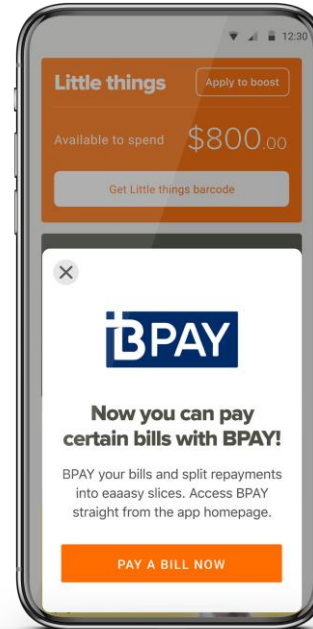 12:30
Little things
Apply to boost
Available to spend
$800.00
Get Little things barcode
BPAY
Now you can pay
certain bills with BPAY!
BPAY your bills and split repayments
into eaaasy slices. Access BPAY
straight from the app homepage.
PAY A BILL NOW